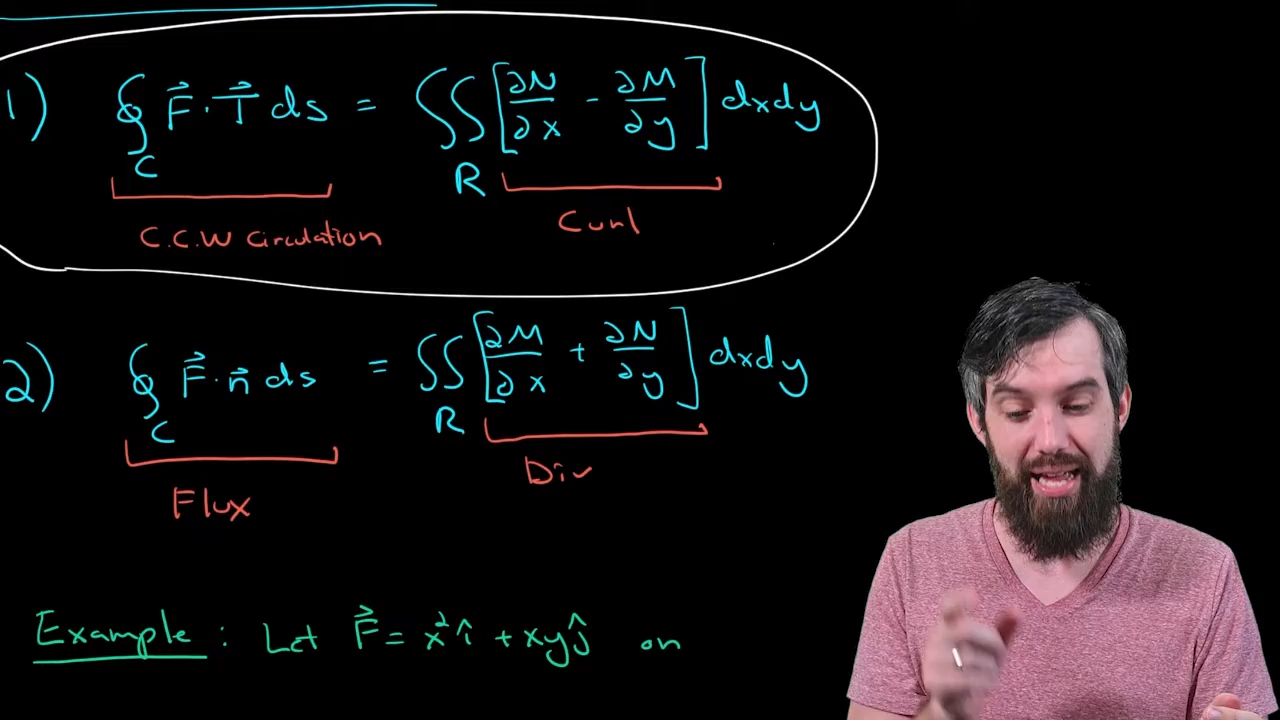 1) ∮_C F⃗ · T⃗ ds = ∬_R [∂N/∂x - ∂M/∂y] dxdy
C.C.W Circulation
Curl
2) ∮_C F⃗ · n⃗ ds = ∬_R [∂M/∂x + ∂N/∂y] dxdy
Flux
Div
Example: Let F⃗ = x²î + xyĵ on